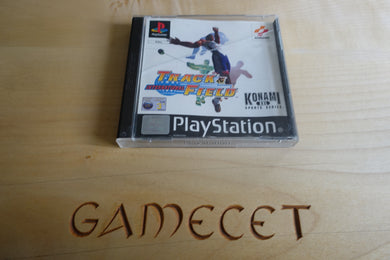 TRACK &
FIELD
KONAMI
SPORTS SERIES
PlayStation
GAMECET